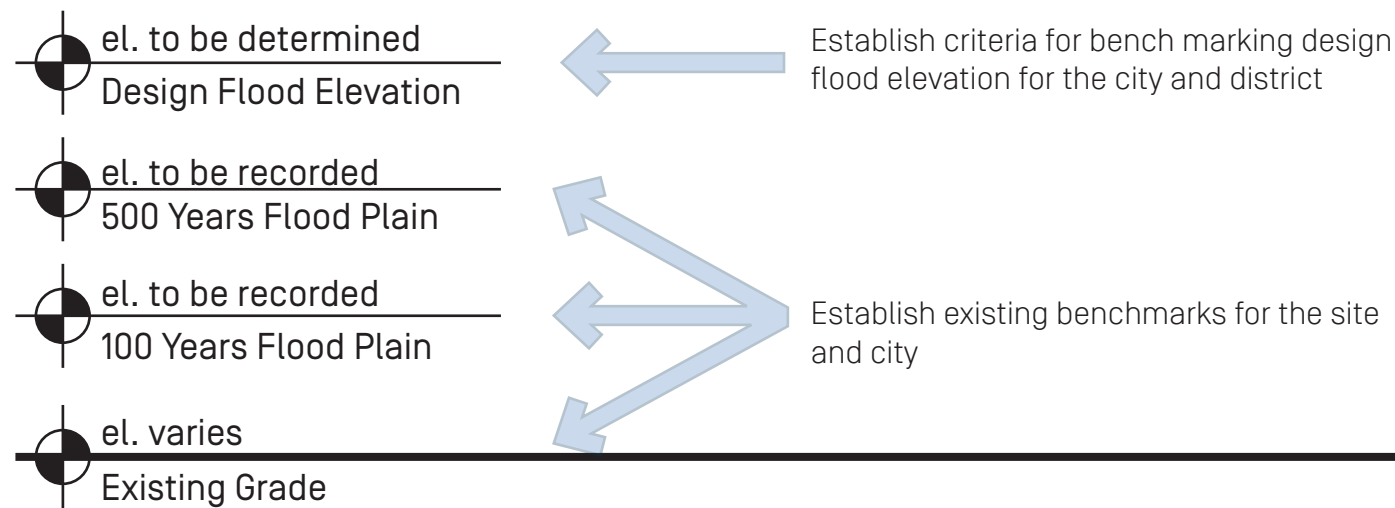 el. to be determined
Design Flood Elevation
Establish criteria for bench marking design
flood elevation for the city and district
el. to be recorded
500 Years Flood Plain
el. to be recorded
100 Years Flood Plain
Establish existing benchmarks for the site
and city
el. varies
Existing Grade